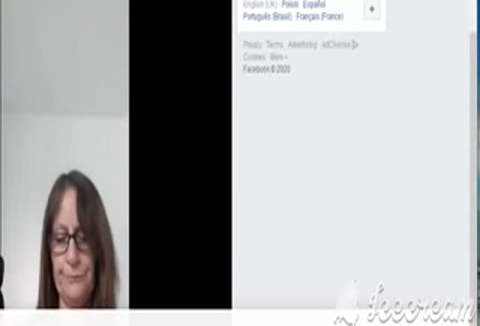 English (UK) · Polski · Español
Português (Brasil) · Français (France)
+
Privacy · Terms · Advertising · AdChoices
Cookies · More
Facebook © 2020
Icecream